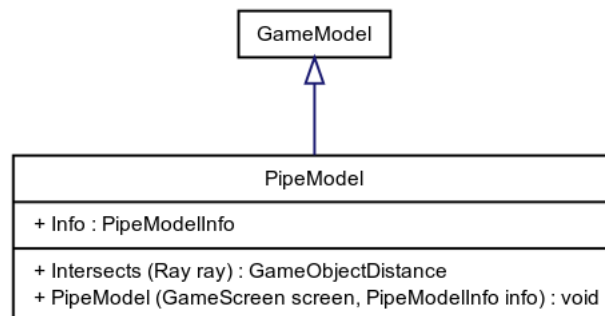 GameModel
PipeModel
+ Info : PipeModelInfo
+ Intersects (Ray ray) : GameObjectDistance
+ PipeModel (GameScreen screen, PipeModelInfo info) : void